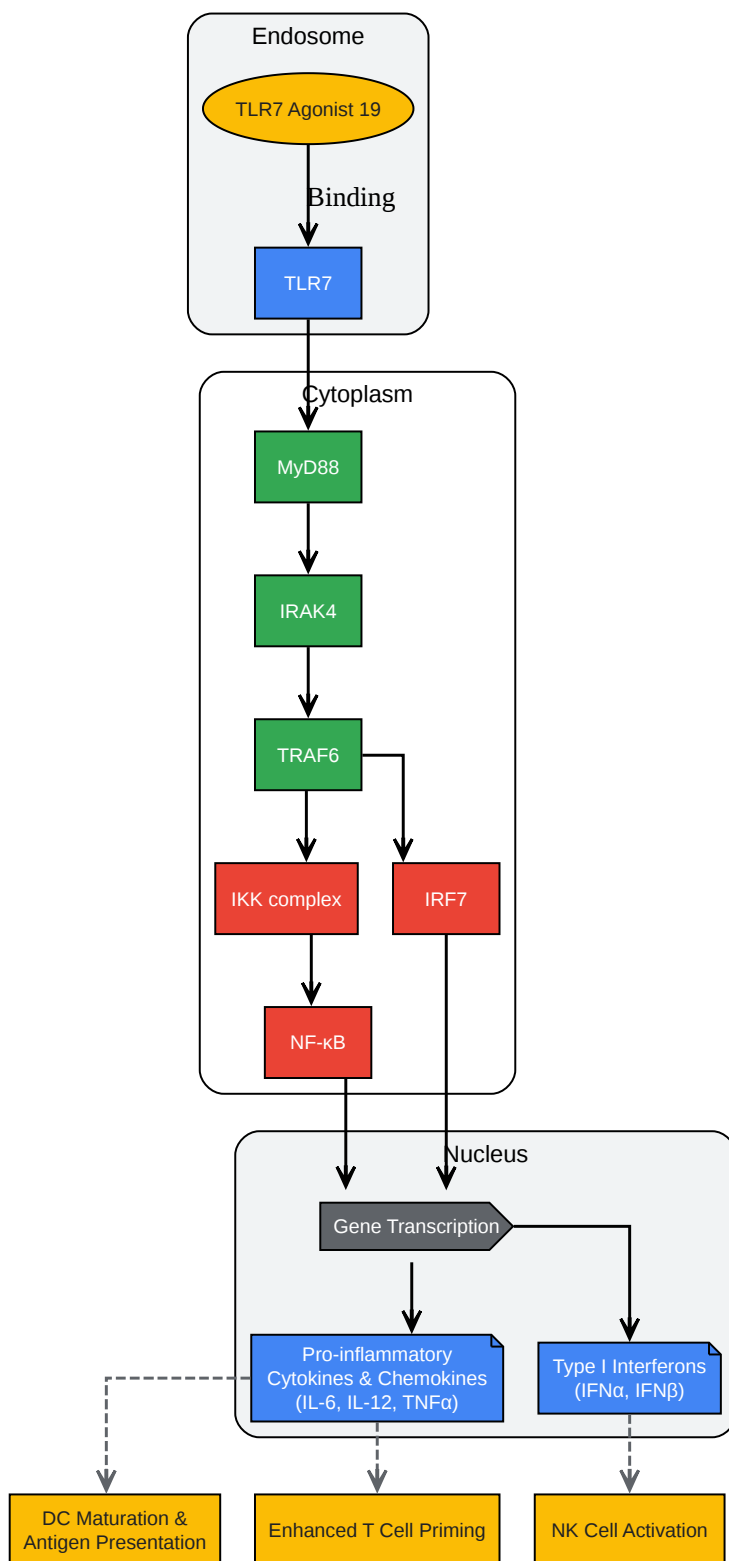 Endosome
TLR7 Agonist 19
Binding
TLR7
Cytoplasm
MyD88
IRAK4
TRAF6
IKK complex
IRF7
NF-κB
Nucleus
Gene Transcription
Pro-inflammatory
Cytokines & Chemokines
(IL-6, IL-12, TNFα)
Type I Interferons
(IFNα, IFNβ)
DC Maturation &
Antigen Presentation
Enhanced T Cell Priming
NK Cell Activation